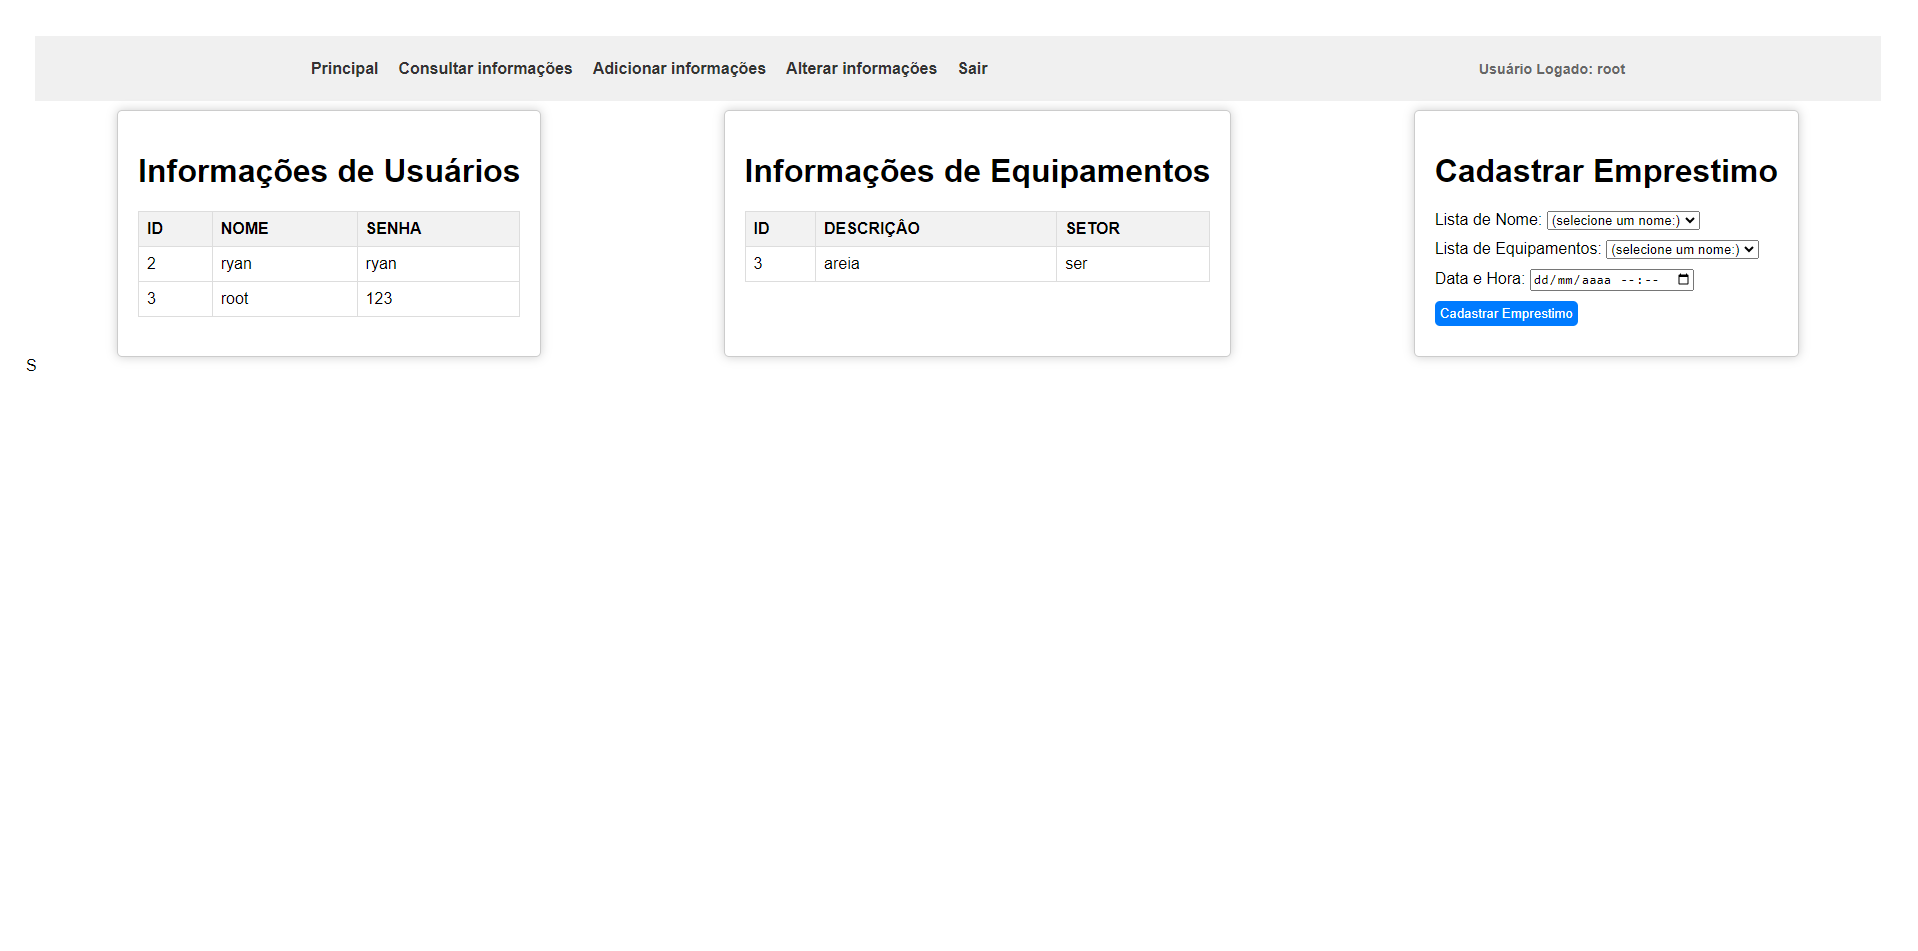 Principal Consultar informações Adicionar informações Alterar informações Sair Usuário Logado: root
Informações de Usuários
ID NOME SENHA
2 ryan ryan
3 root 123
Informações de Equipamentos
ID DESCRIÇÂO SETOR
3 areia ser
Cadastrar Emprestimo
Lista de Nome: (selecione um nome:)
Lista de Equipamentos: (selecione um nome:)
Data e Hora: dd/mm/aaaa --:--
Cadastrar Emprestimo
S